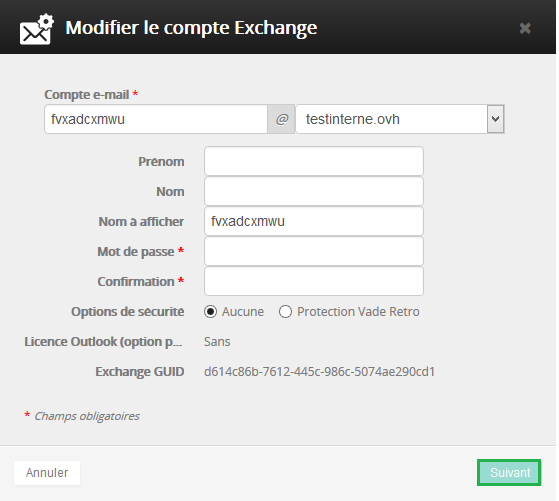 Modifier le compte Exchange
Compte e-mail *
fvxadcxmwu @ testinterne.ovh
Prénom
Nom
Nom à afficher fvxadcxmwu
Mot de passe *
Confirmation *
Options de sécurité Aucune Protection Vade Retro
Licence Outlook (option p... Sans
Exchange GUID d614c86b-7612-445c-986c-5074ae290cd1
* Champs obligatoires
Annuler Suivant